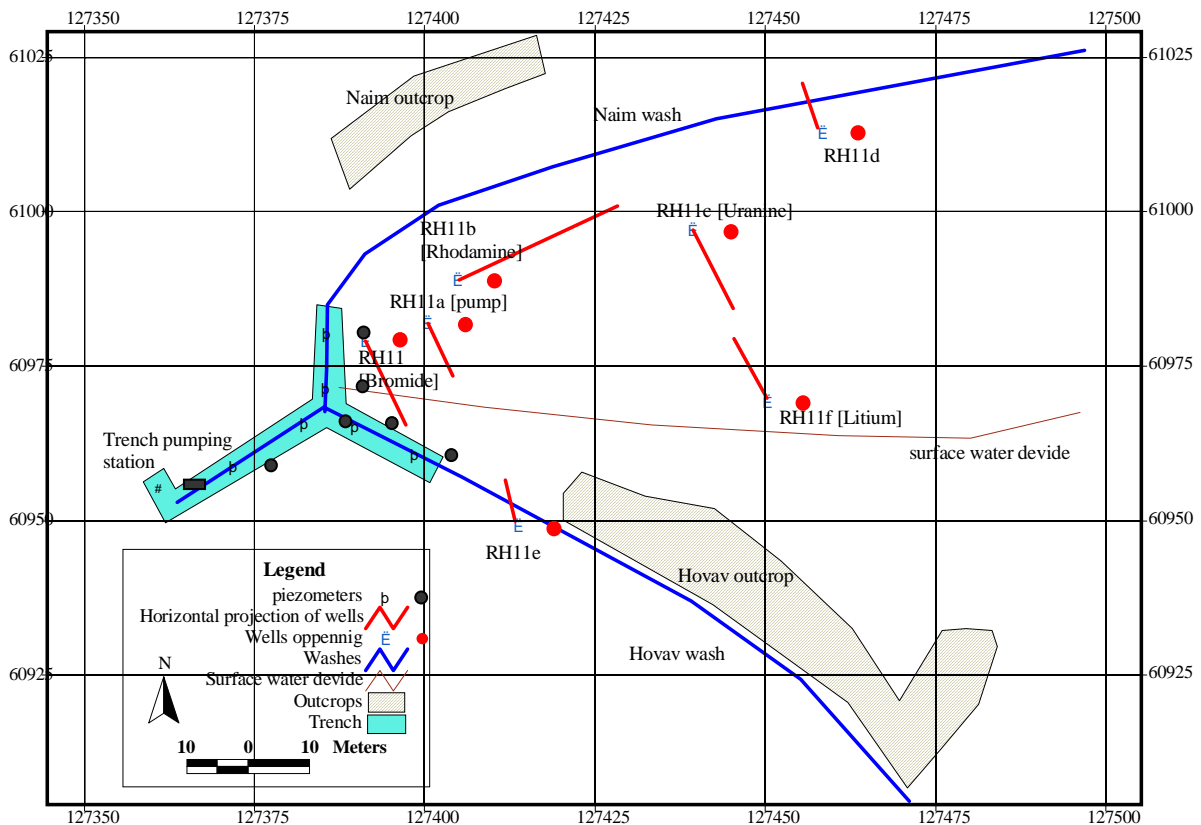 127350 127375 127400 127425 127450 127475 127500
61025 61025
Naim outcrop
Naim wash
RH11d
61000 61000
RH11c [Uranine]
RH11b
[Rhodamine]
RH11a [pump]
60975 60975
RH11
[Bromide]
RH11f [Litium]
Trench pumping
station
surface water devide
60950 60950
RH11e
Hovav outcrop
Hovav wash
60925 60925
Legend
piezometers þ
Horizontal projection of wells
Wells oppennig Ë
Washes
Surface water devide
Outcrops
Trench
N
10 0 10 Meters
127350 127375 127400 127425 127450 127475 127500